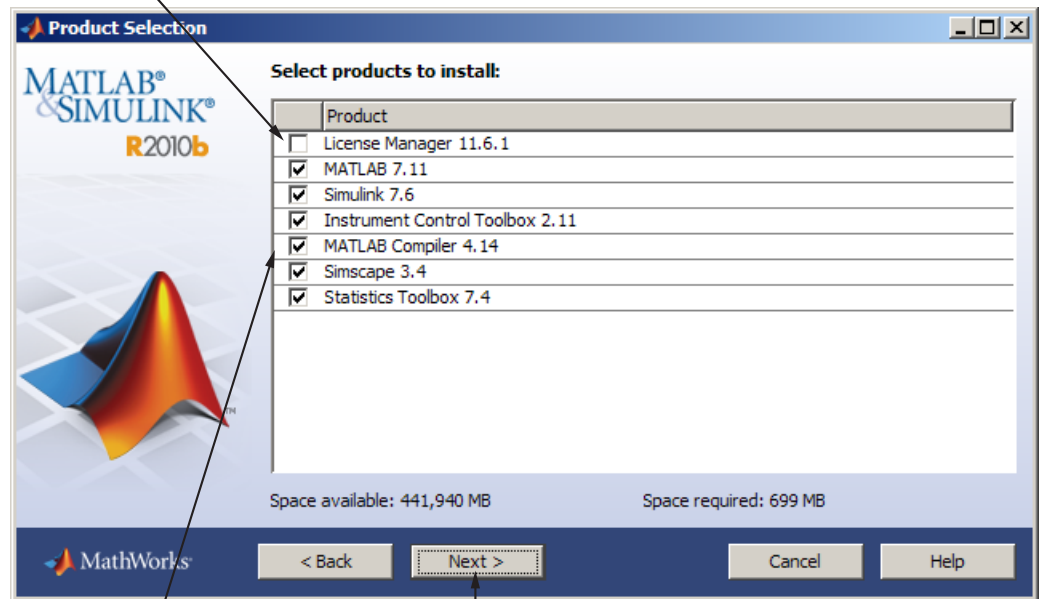 Product Selection
MATLAB®
&SIMULINK®
R2010b
Select products to install:
Product
License Manager 11.6.1
MATLAB 7.11
Simulink 7.6
Instrument Control Toolbox 2.11
MATLAB Compiler 4.14
Simscape 3.4
Statistics Toolbox 7.4
TM
Space available: 441,940 MB
Space required: 699 MB
MathWorks
< Back
Next >
Cancel
Help